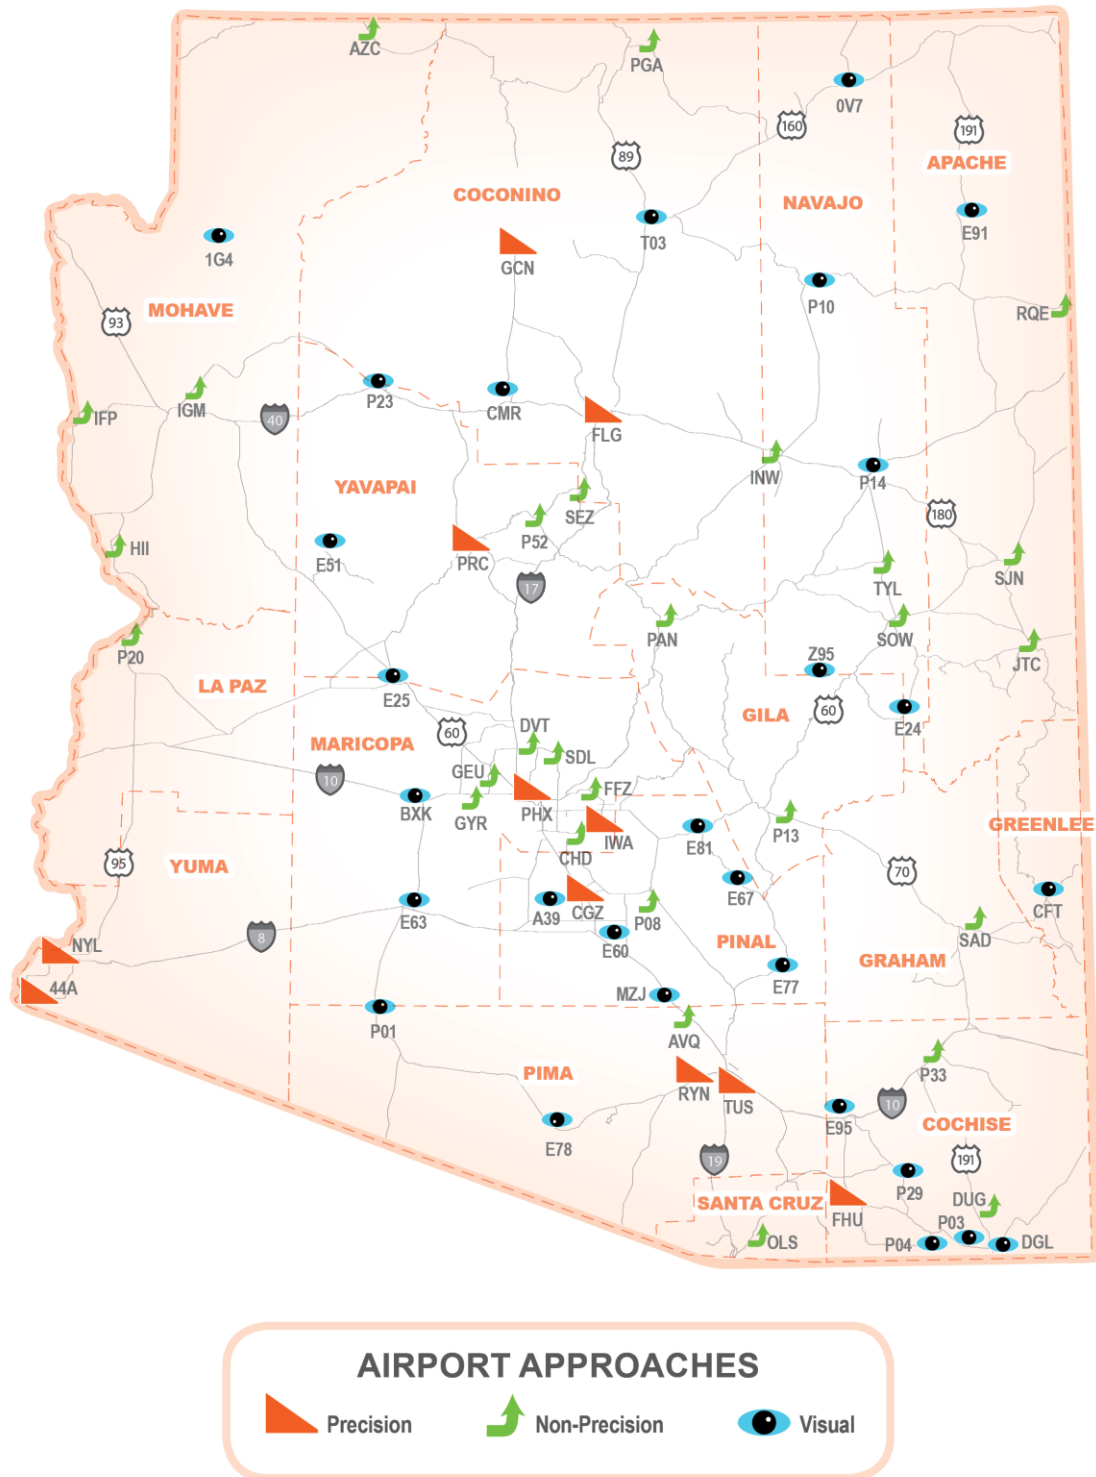 AZC
PGA
0V7
160
191
89
APACHE
COCONINO
NAVAJO
T03
E91
1G4
GCN
P10
MOHAVE
RQE
93
IGM
P23
CMR
IFP
40
FLG
INW
P14
YAVAPAI
SEZ
180
P52
HII
E51
PRC
17
TYL
SJN
PAN
SOW
P20
Z95
JTC
LA PAZ
E25
60
GILA
E24
60
DVT
MARICOPA
SDL
GEU
10
FFZ
BXK
GYR
PHX
IWA
P13
GREENLEE
CHD
E81
95
YUMA
70
E67
CFT
E63
A39
CGZ
P08
8
NYL
E60
PINAL
SAD
GRAHAM
44A
E77
MZJ
P01
AVQ
PIMA
P33
RYN
TUS
10
E95
COCHISE
E78
19
191
P29
SANTA CRUZ
DUG
FHU
P03
OLS
P04
DGL
AIRPORT APPROACHES
Precision
Non-Precision
Visual